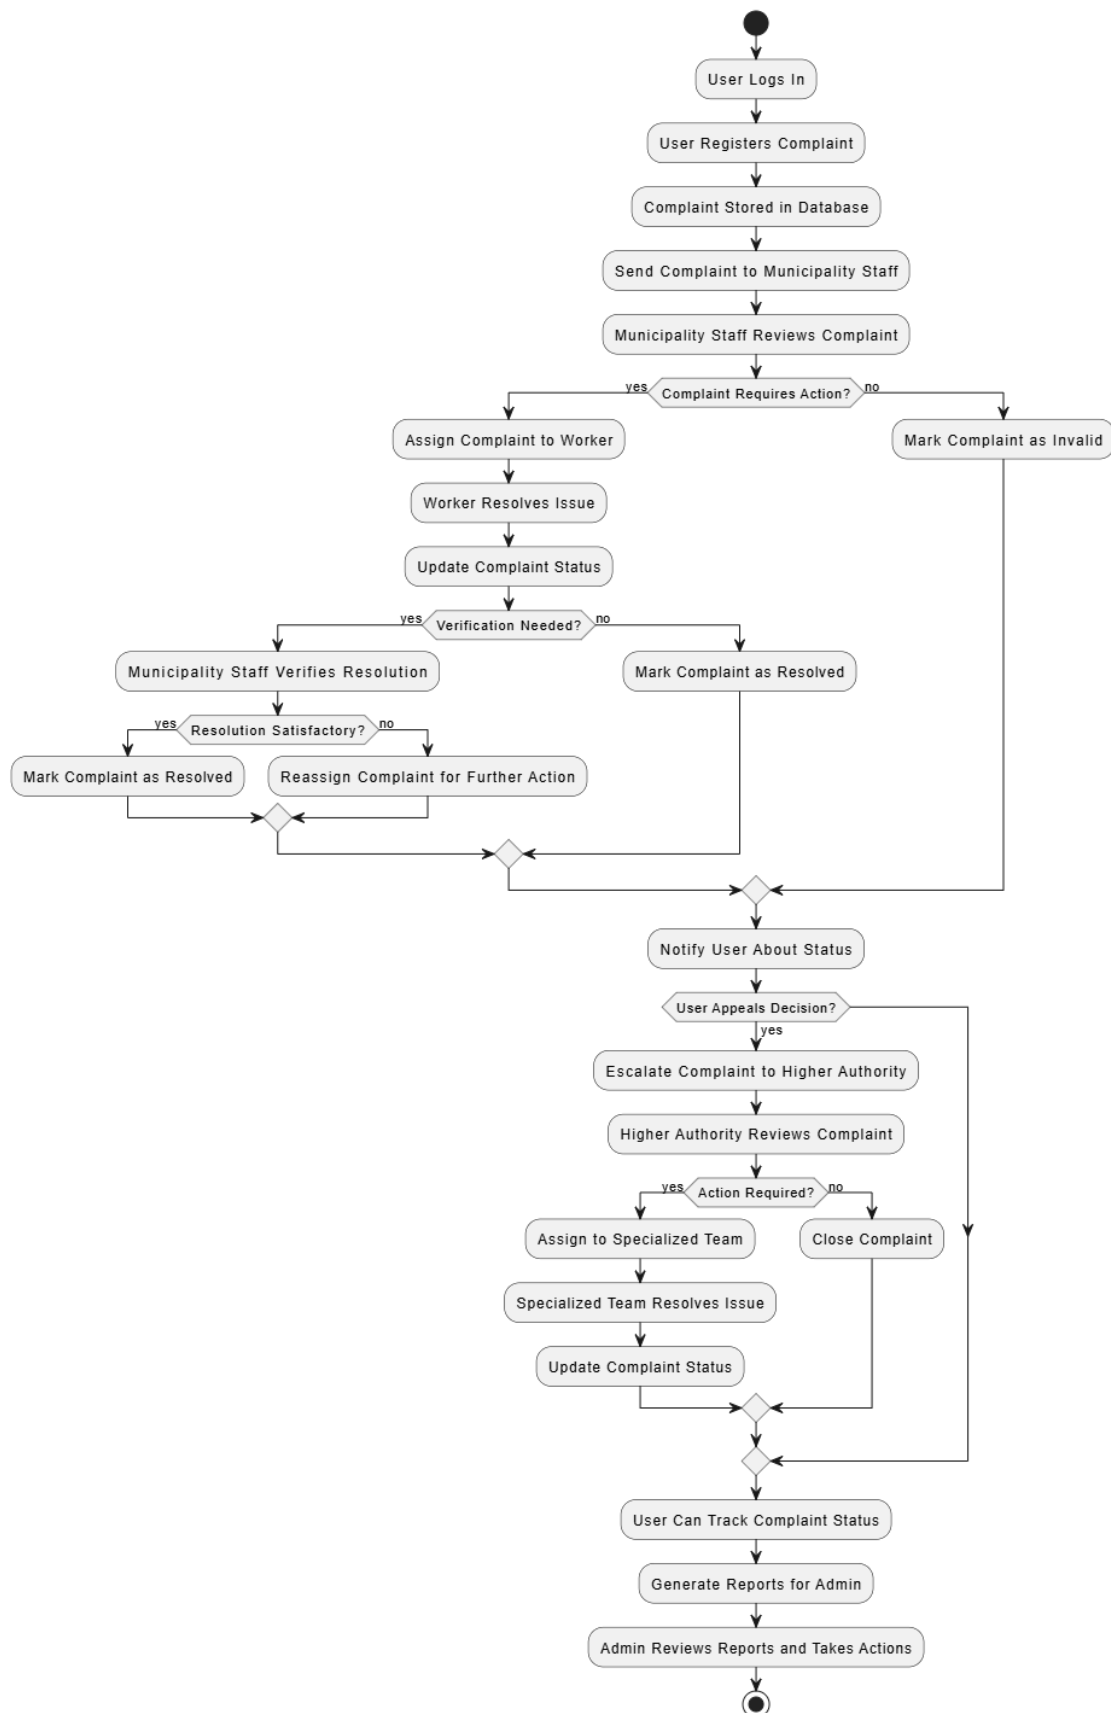 User Logs In
User Registers Complaint
Complaint Stored in Database
Send Complaint to Municipality Staff
Municipality Staff Reviews Complaint
yes
Complaint Requires Action?
no
Assign Complaint to Worker
Mark Complaint as Invalid
Worker Resolves Issue
Update Complaint Status
yes
Verification Needed?
no
Municipality Staff Verifies Resolution
Mark Complaint as Resolved
yes
Resolution Satisfactory?
no
Mark Complaint as Resolved
Reassign Complaint for Further Action
Notify User About Status
User Appeals Decision?
yes
Escalate Complaint to Higher Authority
Higher Authority Reviews Complaint
yes
Action Required?
no
Assign to Specialized Team
Close Complaint
Specialized Team Resolves Issue
Update Complaint Status
User Can Track Complaint Status
Generate Reports for Admin
Admin Reviews Reports and Takes Actions